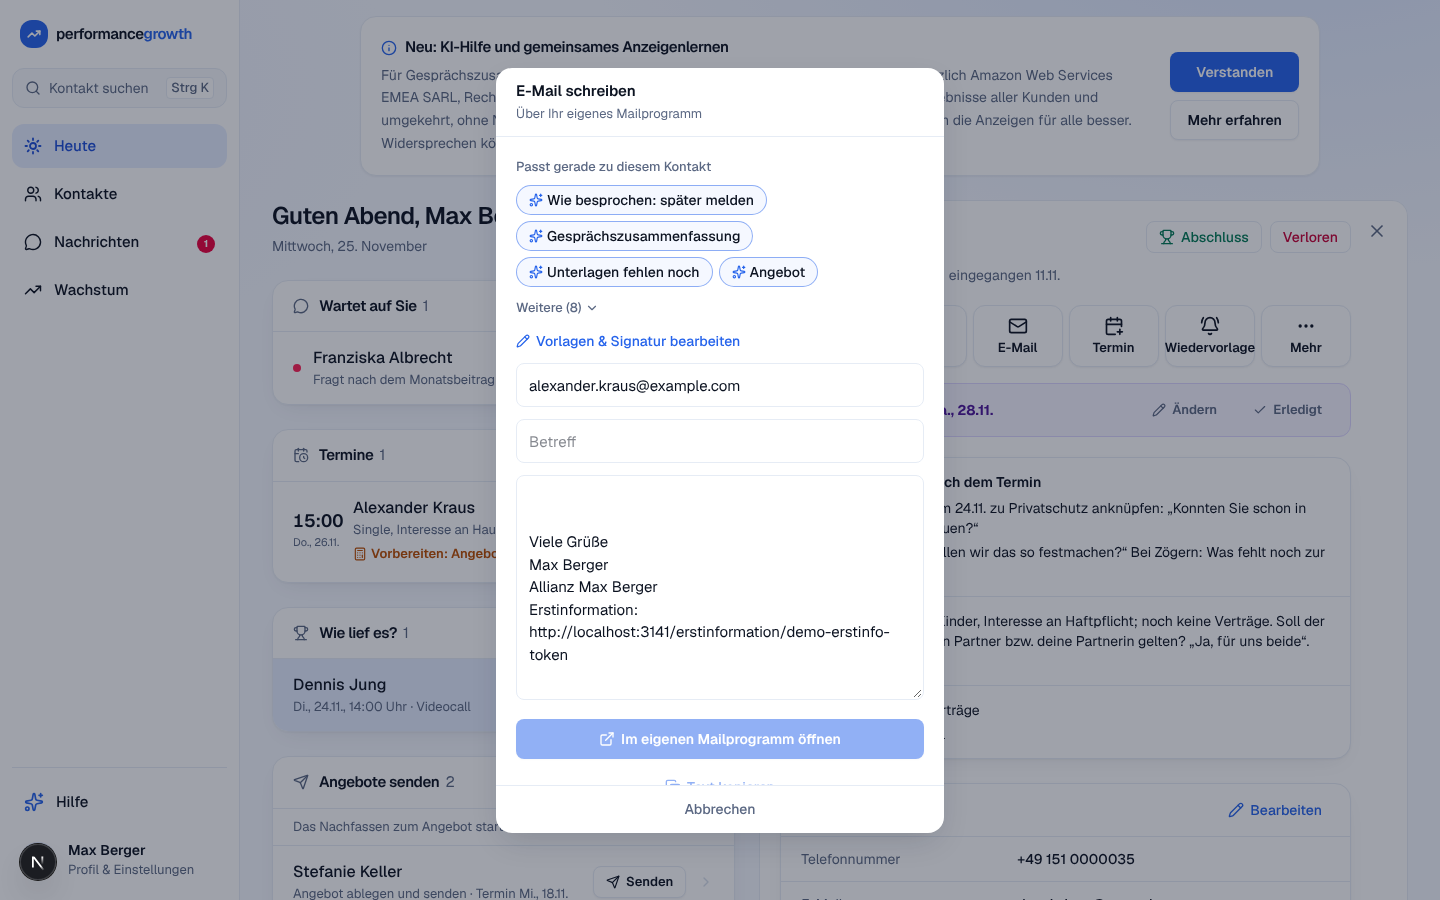 performancegrowth
Kontakt suchen Strg K
Heute
Kontakte
Nachrichten 1
Wachstum
Hilfe
Max Berger
Profil & Einstellungen
Neu: KI-Hilfe und gemeinsames Anzeigenlernen
Für Gesprächszus zlich Amazon Web Services
EMEA SARL, Rech bnisse aller Kunden und
umgekehrt, ohne n die Anzeigen für alle besser.
Widersprechen kö
Verstanden
Mehr erfahren
Guten Abend, Max Be
Mittwoch, 25. November
Wartet auf Sie 1
Franziska Albrecht
Fragt nach dem Monatsbeitrag
Termine 1
15:00
Do., 26.11.
Alexander Kraus
Single, Interesse an Hau
Vorbereiten: Angebo
Wie lief es? 1
Dennis Jung
Di., 24.11., 14:00 Uhr · Videocall
Angebote senden 2
Das Nachfassen zum Angebot star
Stefanie Keller
Angebot ablegen und senden · Termin Mi., 18.11.
Senden
E-Mail schreiben
Über Ihr eigenes Mailprogramm
Passt gerade zu diesem Kontakt
Wie besprochen: später melden
Gesprächszusammenfassung
Unterlagen fehlen noch
Angebot
Weitere (8)
Vorlagen & Signatur bearbeiten
alexander.kraus@example.com
Betreff
Viele Grüße
Max Berger
Allianz Max Berger
Erstinformation:
http://localhost:3141/erstinformation/demo-erstinfo-
token
Im eigenen Mailprogramm öffnen
Text kopieren
Abbrechen
Abschluss
Verloren
eingegangen 11.11.
E-Mail
Termin
Wiedervorlage
Mehr
a., 28.11.
Ändern
Erledigt
ch dem Termin
m 24.11. zu Privatschutz anknüpfen: „Konnten Sie schon in
uen?“
llen wir das so festmachen?“ Bei Zögern: Was fehlt noch zur
inder, Interesse an Haftpflicht; noch keine Verträge. Soll der
n Partner bzw. deine Partnerin gelten? „Ja, für uns beide“.
rträge
Bearbeiten
Telefonnummer +49 151 0000035